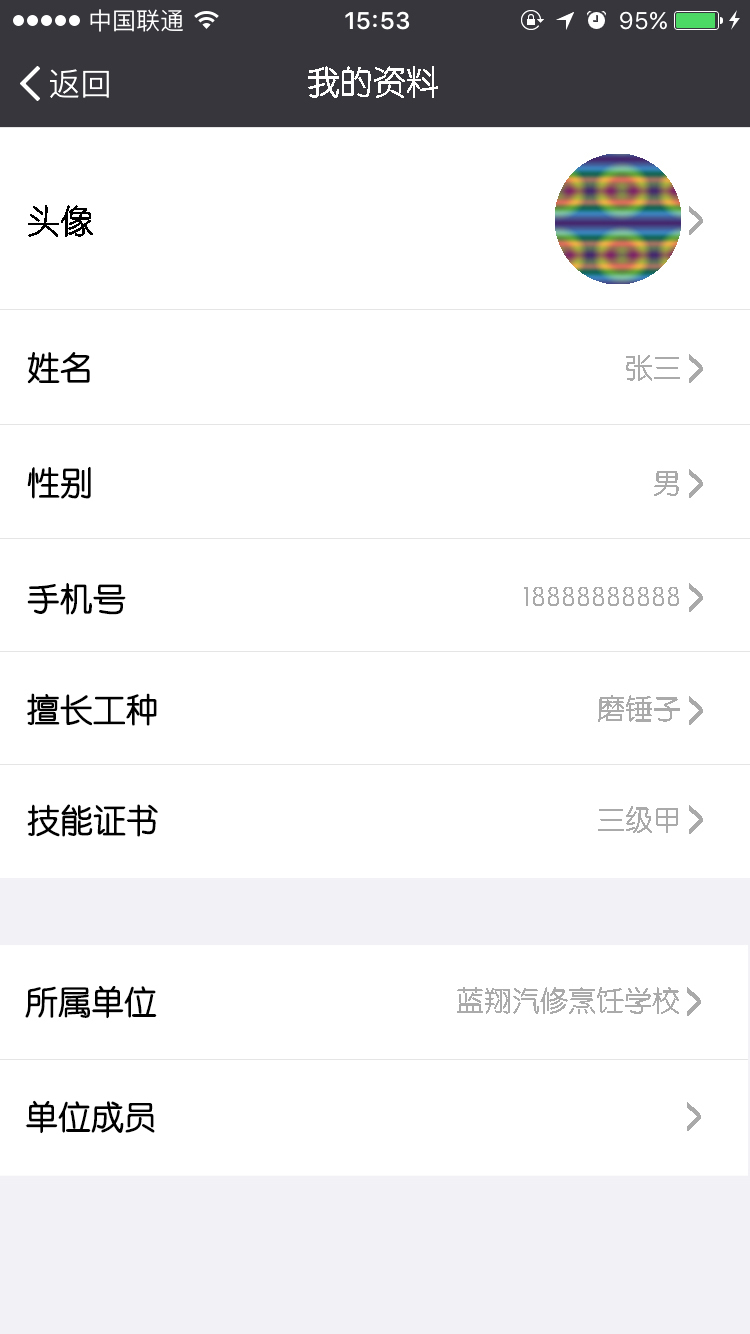 中国联通 15:53 95%
返回 我的资料
头像
姓名 张三
性别 男
手机号 18888888888
擅长工种 磨锤子
技能证书 三级甲
所属单位 蓝翔汽修烹饪学校
单位成员